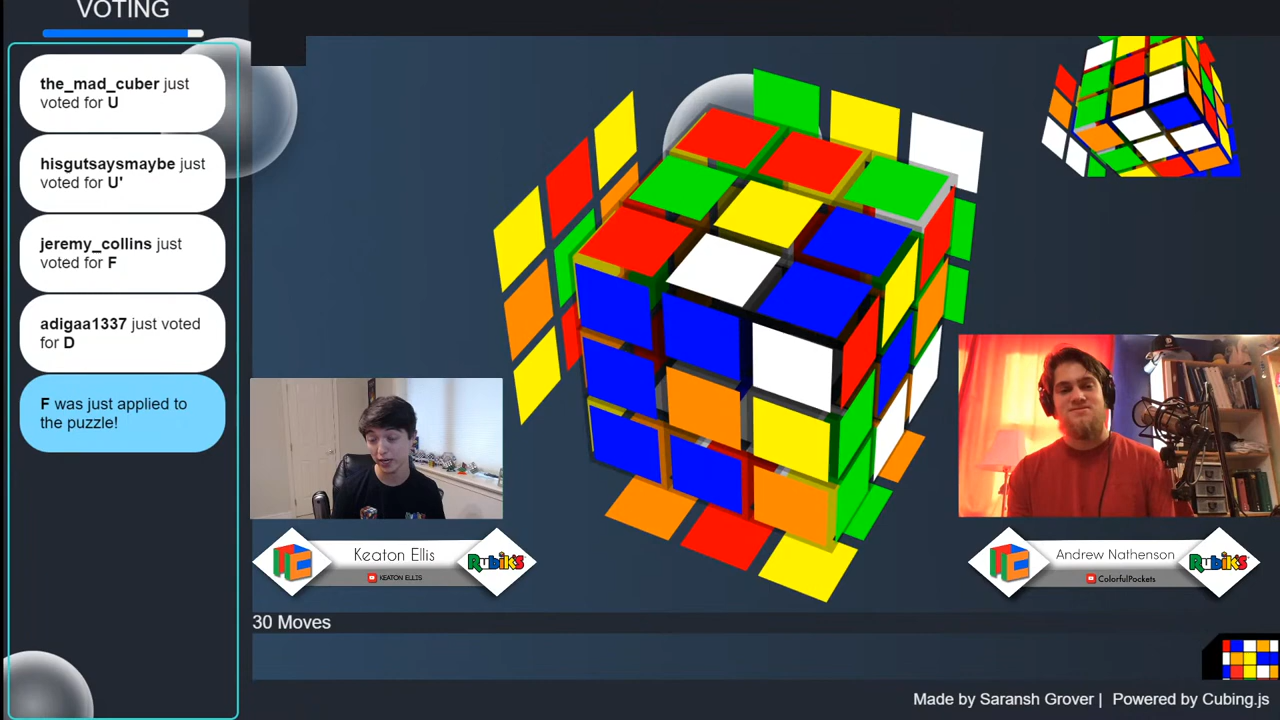 VOTING
the_mad_cuber just
voted for U
hisgutsaysmaybe just
voted for U'
jeremy_collins just
voted for F
adigaa1337 just voted
for D
F was just applied to
the puzzle!
Keaton Ellis
KEATON ELLIS
RUBIK'S
Andrew Nathenson
ColorfulPockets
RUBIK'S
30 Moves
Made by Saransh Grover | Powered by Cubing.js